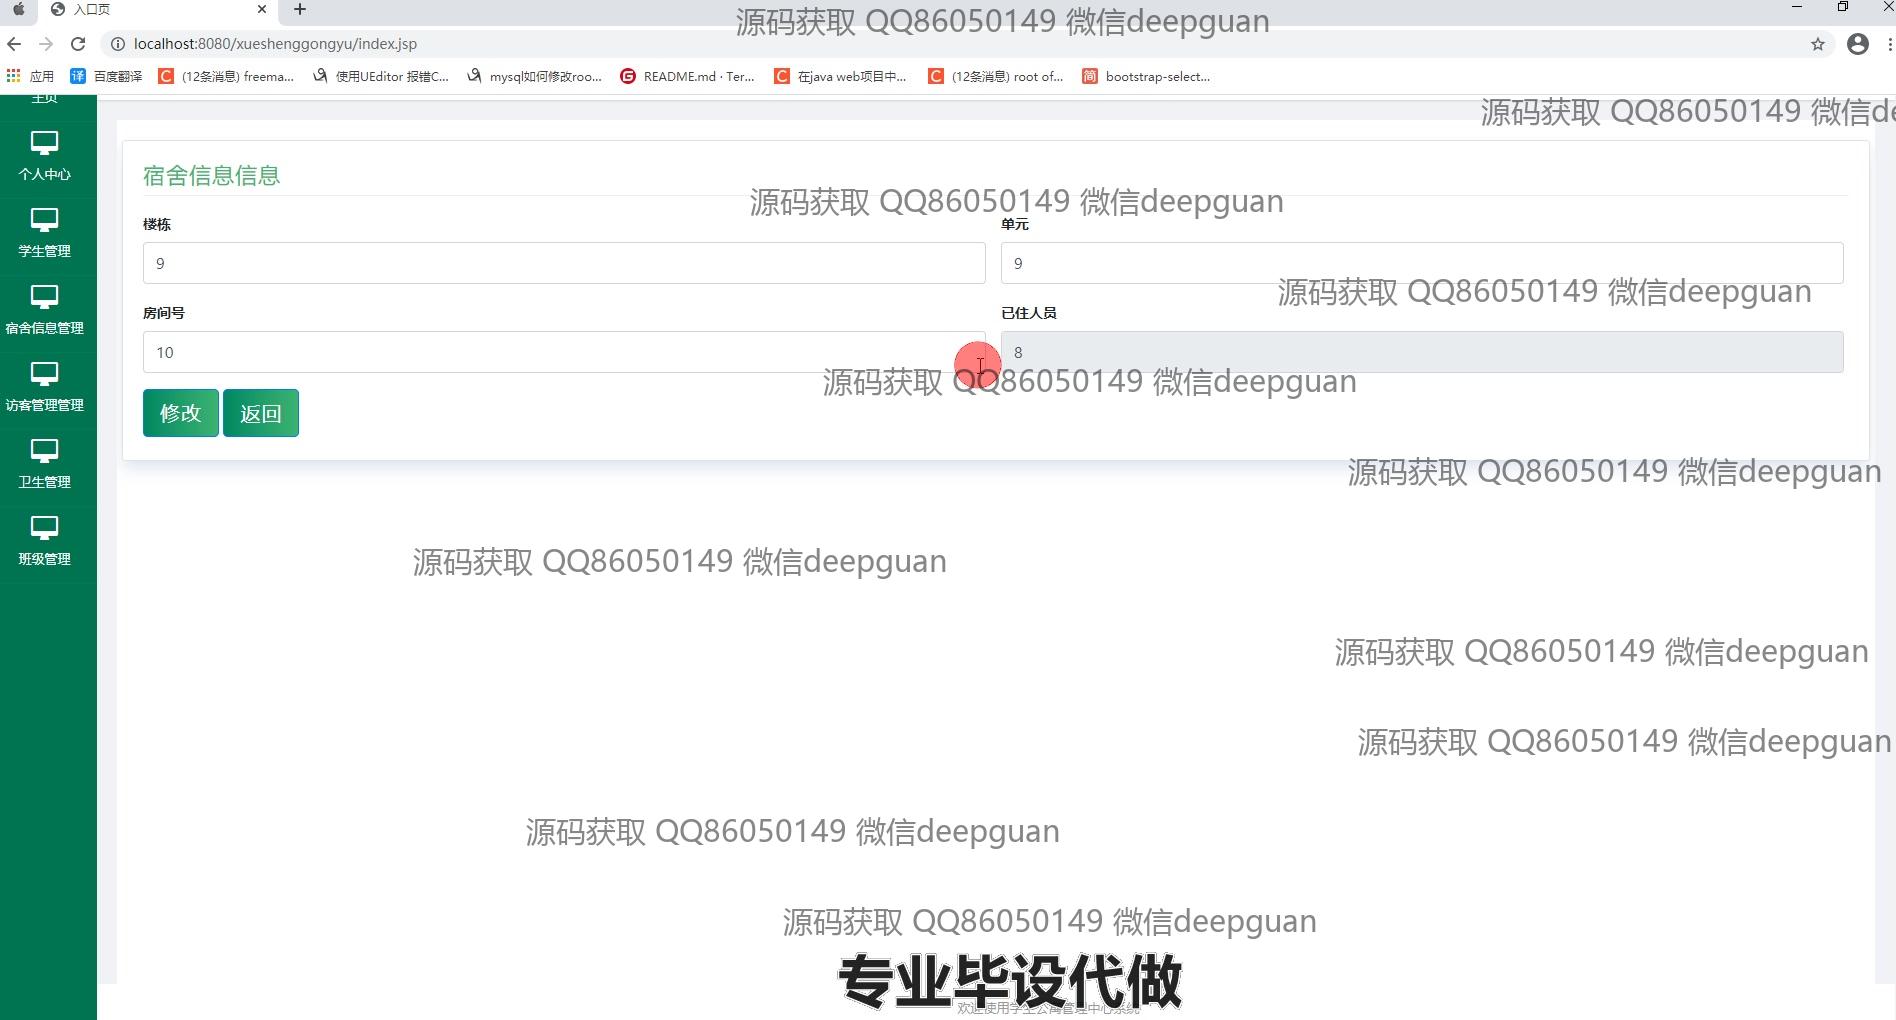 入口页
源码获取 QQ86050149 微信deepguan
localhost:8080/xueshenggongyu/index.jsp
应用 百度翻译 (12条消息) freema... 使用UEditor 报错C... mysql如何修改roo... README.md · Ter... 在java web项目中... (12条消息) root of... bootstrap-select...
主页
源码获取 QQ86050149 微信de
个人中心
宿舍信息信息
源码获取 QQ86050149 微信deepguan
楼栋 单元
学生管理
9 9
源码获取 QQ86050149 微信deepguan
房间号 已住人员
宿舍信息管理
10 8
源码获取 QQ86050149 微信deepguan
访客管理管理
修改 返回
源码获取 QQ86050149 微信deepguan
卫生管理
源码获取 QQ86050149 微信deepguan
班级管理
源码获取 QQ86050149 微信deepguan
源码获取 QQ86050149 微信deepguan
源码获取 QQ86050149 微信deepguan
源码获取 QQ86050149 微信deepguan
专业毕设代做
欢迎使用学生公寓管理中心系统